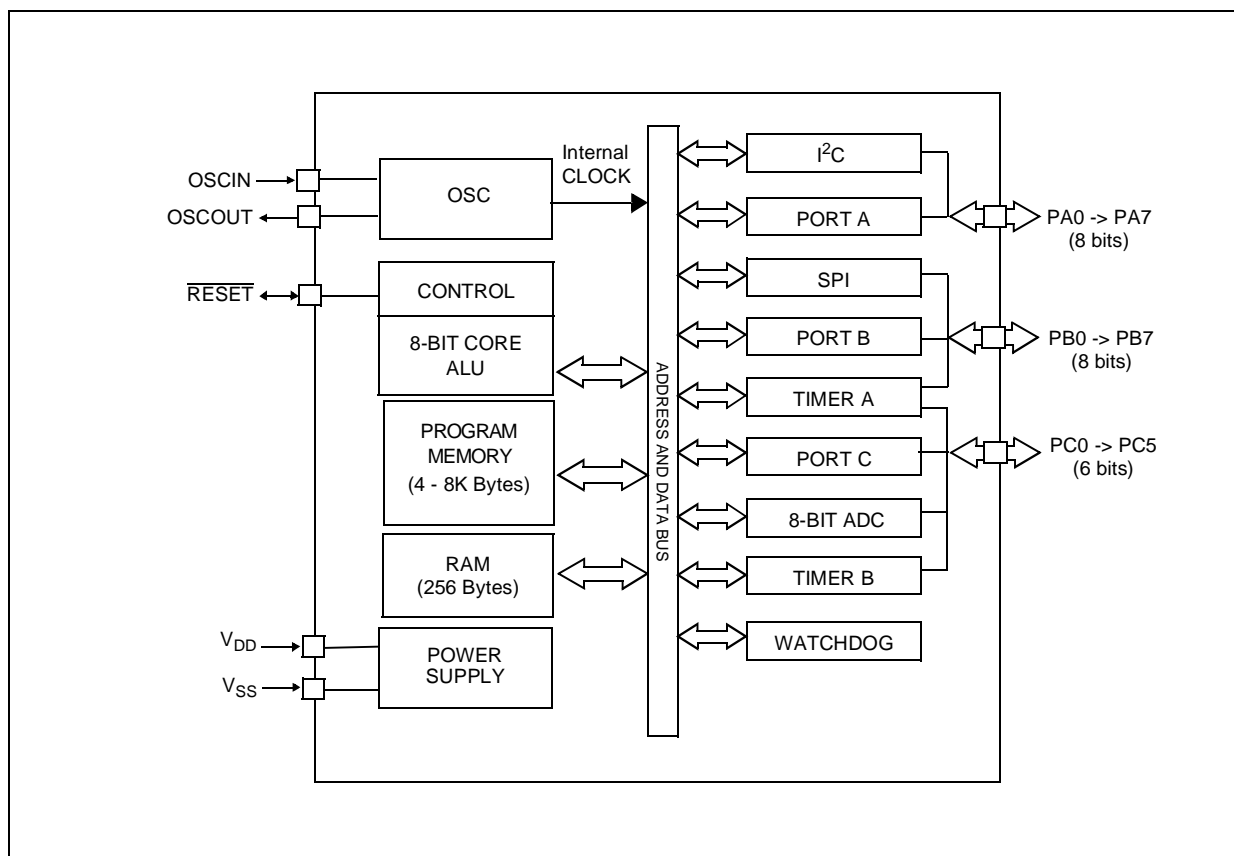 OSCIN
OSCOUT
RESET
VDD
VSS
OSC
Internal
CLOCK
CONTROL
8-BIT CORE
ALU
PROGRAM
MEMORY
(4 - 8K Bytes)
RAM
(256 Bytes)
POWER
SUPPLY
ADDRESS AND DATA BUS
I²C
PORT A
SPI
PORT B
TIMER A
PORT C
8-BIT ADC
TIMER B
WATCHDOG
PA0 -> PA7
(8 bits)
PB0 -> PB7
(8 bits)
PC0 -> PC5
(6 bits)